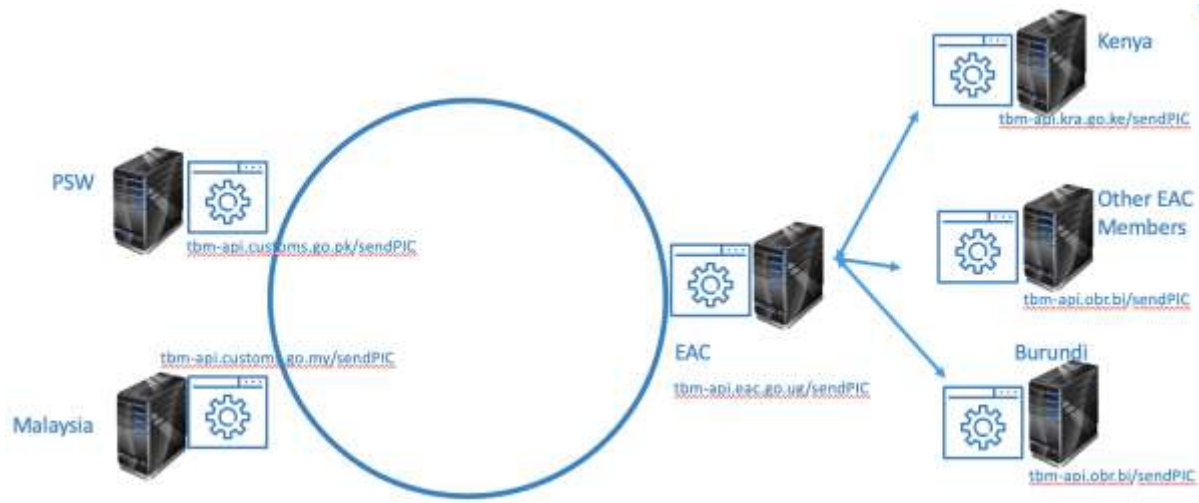 Kenya
tbm-api.kra.go.ke/sendPIC
PSW
tbm-api.customs.go.pk/sendPIC
Other EAC
Members
tbm-api.obr.bi/sendPIC
tbm-api.customs.go.my/sendPIC
Malaysia
EAC
tbm-api.eac.go.ug/sendPIC
Burundi
tbm-api.obr.bi/sendPIC